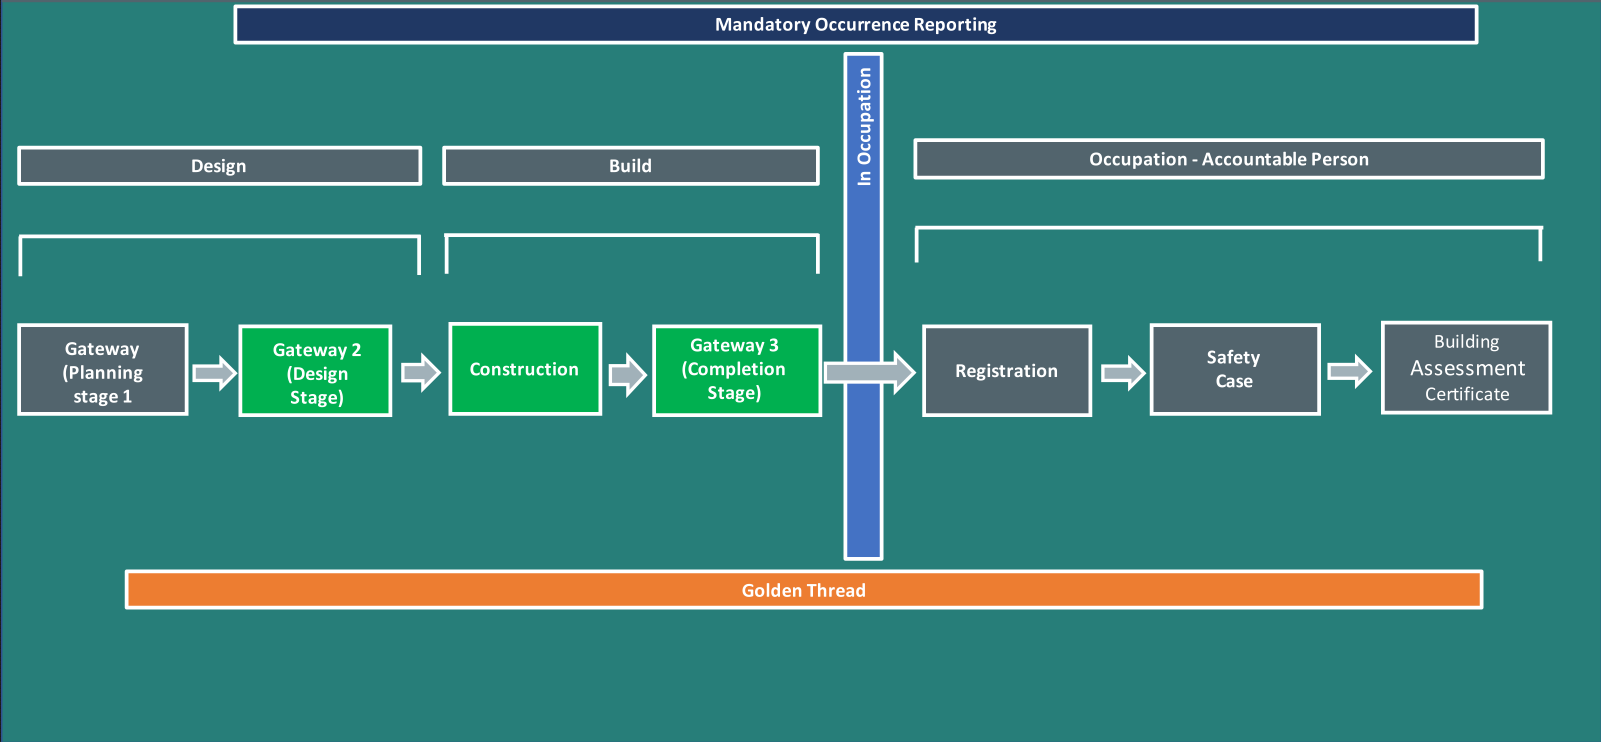 Mandatory Occurrence Reporting
In Occupation
Design
Build
Occupation - Accountable Person
Gateway
(Planning
stage 1
Gateway 2
(Design
Stage)
Construction
Gateway 3
(Completion
Stage)
Registration
Safety
Case
Building
Assessment
Certificate
Golden Thread